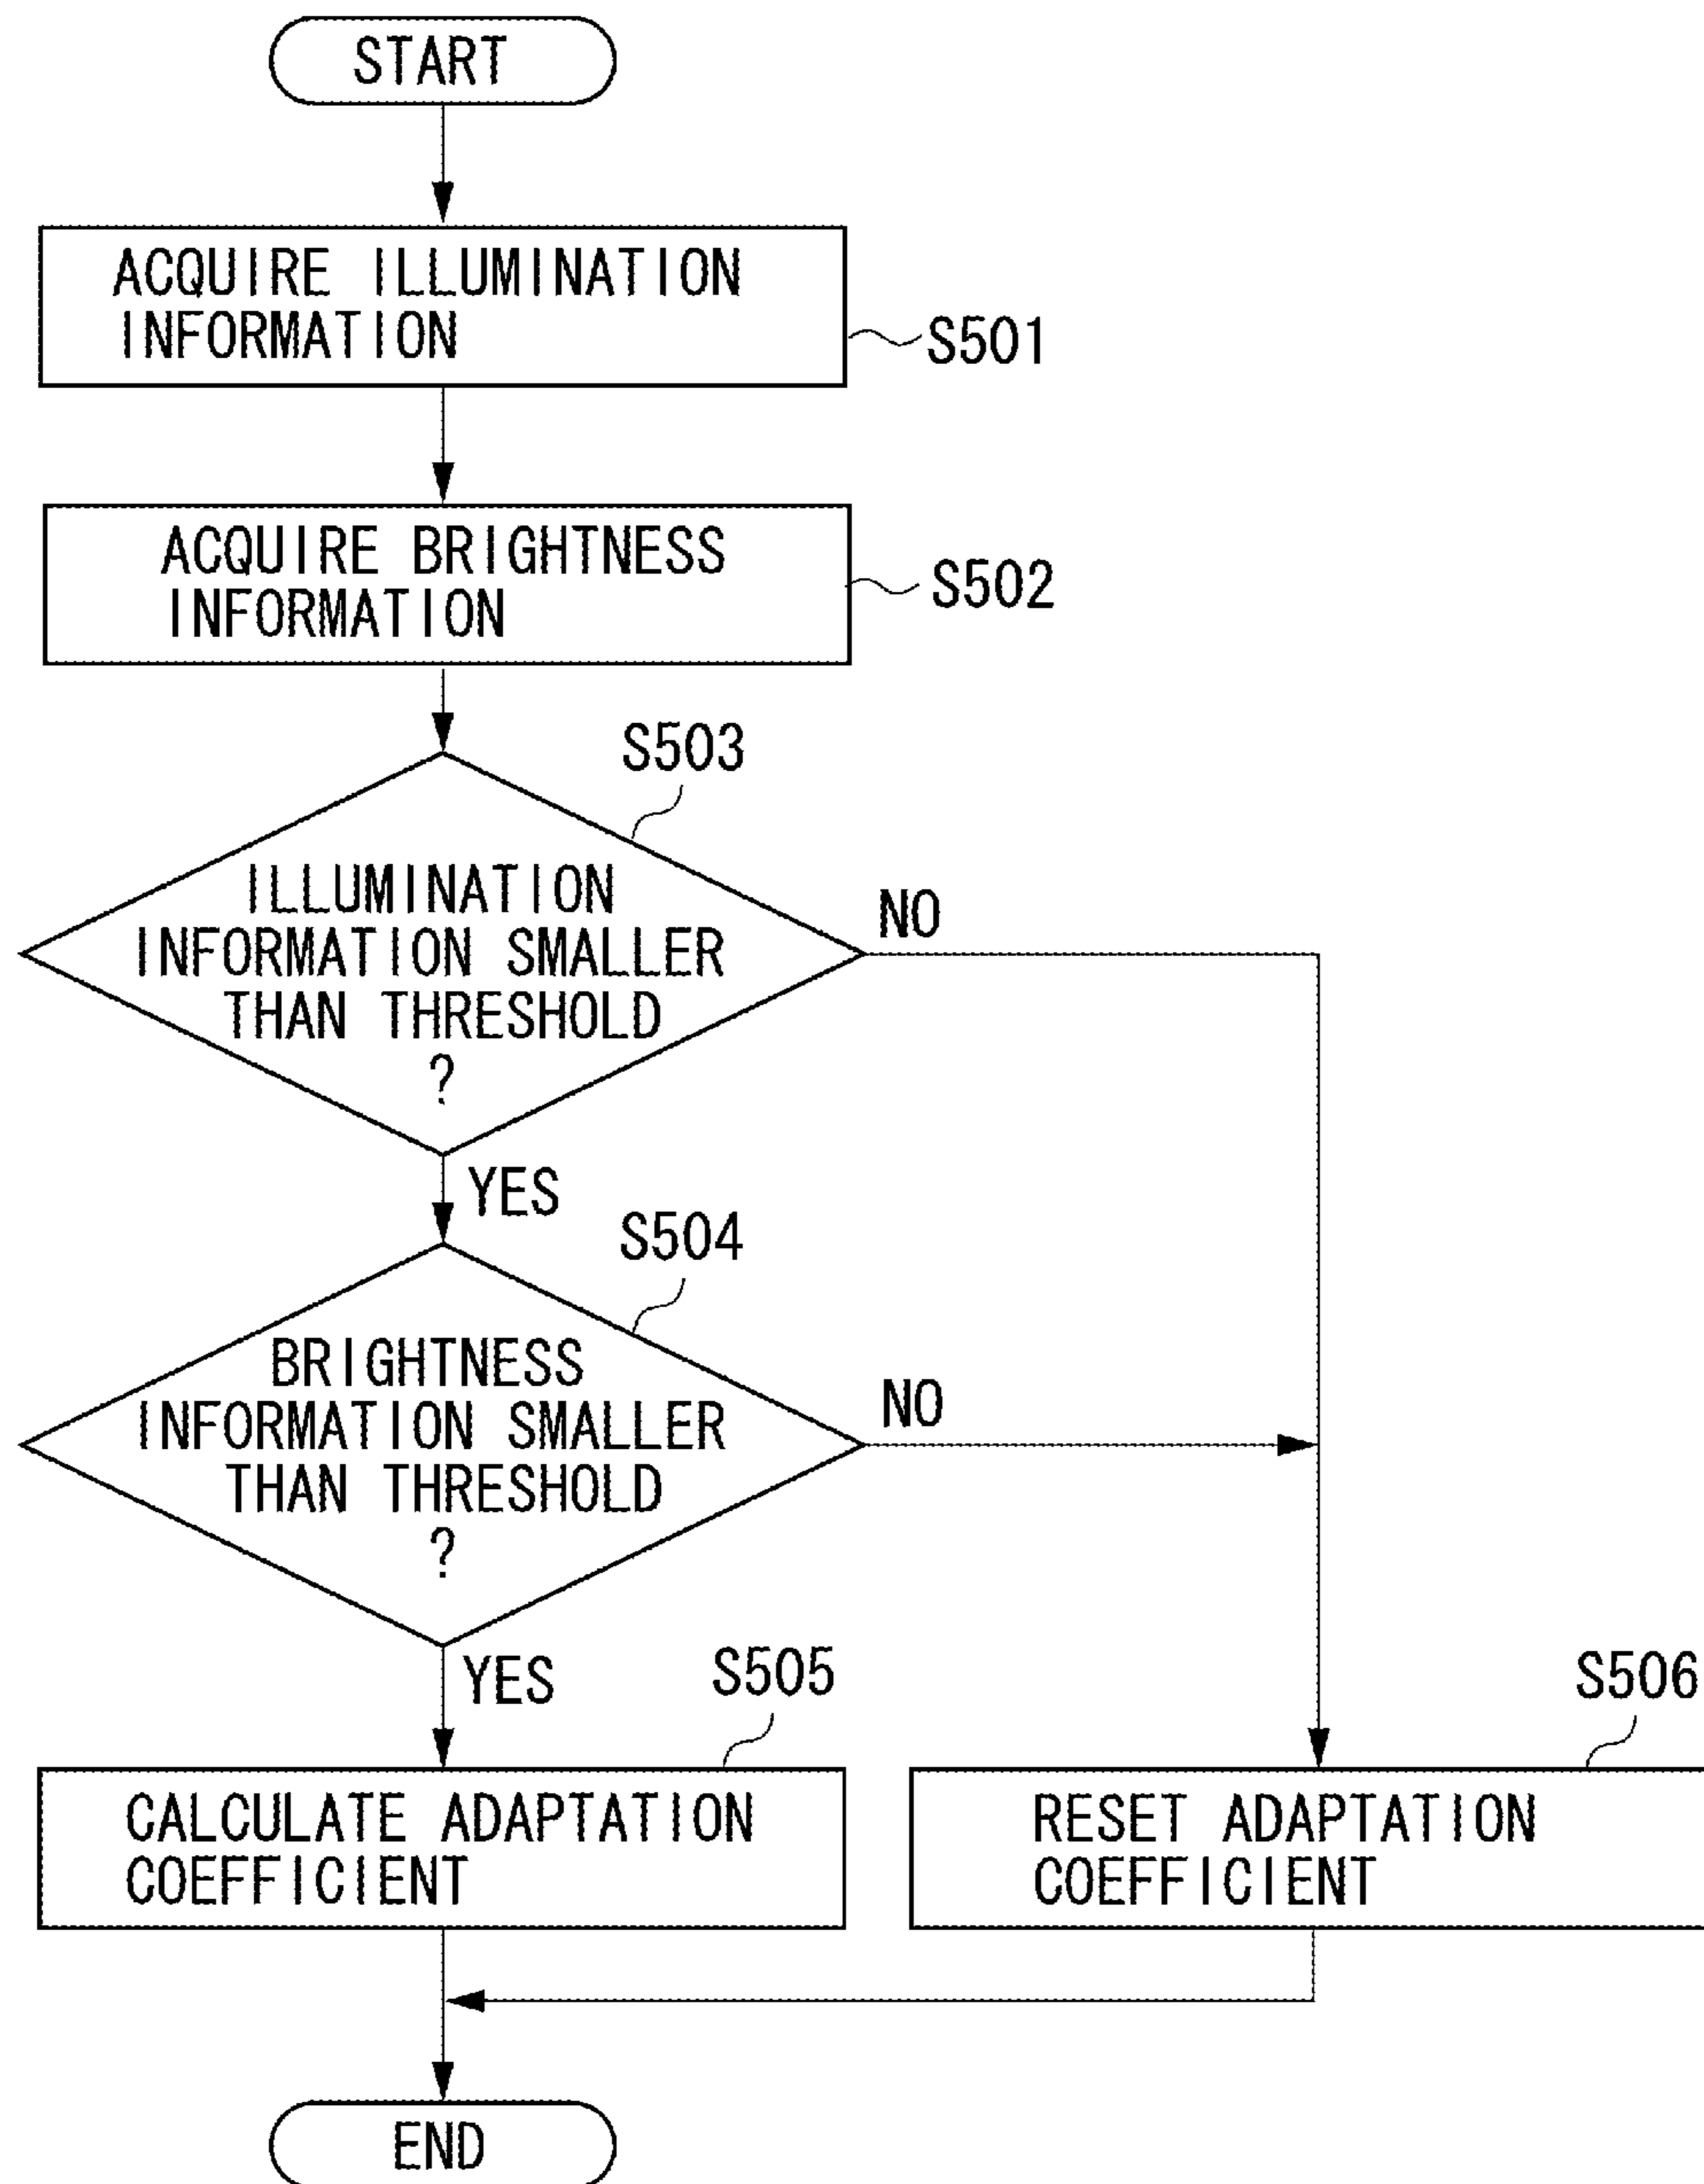 START
ACQUIRE ILLUMINATION
INFORMATION
S501
ACQUIRE BRIGHTNESS
INFORMATION
S502
S503
ILLUMINATION
INFORMATION SMALLER
THAN THRESHOLD
?
NO
YES
S504
BRIGHTNESS
INFORMATION SMALLER
THAN THRESHOLD
?
NO
YES
S505
CALCULATE ADAPTATION
COEFFICIENT
S506
RESET ADAPTATION
COEFFICIENT
END